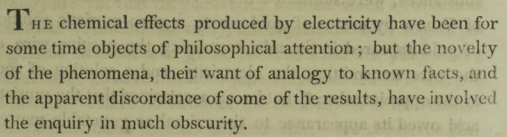 THE chemical effects produced by electricity have been for
some time objects of philosophical attention; but the novelty
of the phenomena, their want of analogy to known facts, and
the apparent discordance of some of the results, have involved
the enquiry in much obscurity.